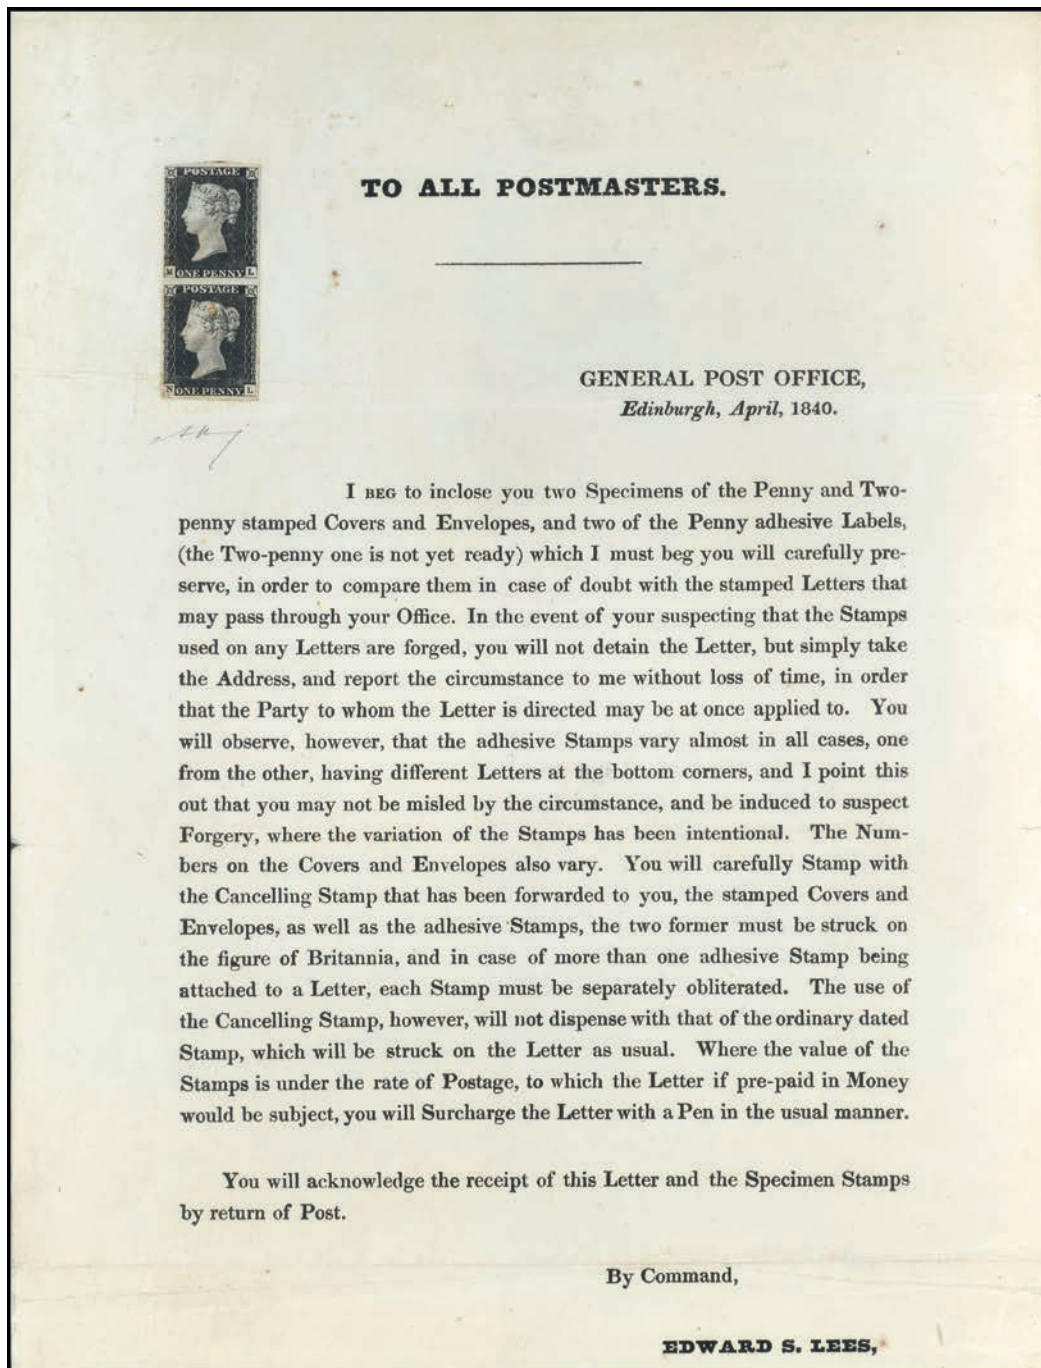 POSTAGE
M ONE PENNY L
POSTAGE
N ONE PENNY L
TO ALL POSTMASTERS.
GENERAL POST OFFICE,
Edinburgh, April, 1840.
I BEG to inclose you two Specimens of the Penny and Two-
penny stamped Covers and Envelopes, and two of the Penny adhesive Labels,
(the Two-penny one is not yet ready) which I must beg you will carefully pre-
serve, in order to compare them in case of doubt with the stamped Letters that
may pass through your Office. In the event of your suspecting that the Stamps
used on any Letters are forged, you will not detain the Letter, but simply take
the Address, and report the circumstance to me without loss of time, in order
that the Party to whom the Letter is directed may be at once applied to. You
will observe, however, that the adhesive Stamps vary almost in all cases, one
from the other, having different Letters at the bottom corners, and I point this
out that you may not be misled by the circumstance, and be induced to suspect
Forgery, where the variation of the Stamps has been intentional. The Num-
bers on the Covers and Envelopes also vary. You will carefully Stamp with
the Cancelling Stamp that has been forwarded to you, the stamped Covers and
Envelopes, as well as the adhesive Stamps, the two former must be struck on
the figure of Britannia, and in case of more than one adhesive Stamp being
attached to a Letter, each Stamp must be separately obliterated. The use of
the Cancelling Stamp, however, will not dispense with that of the ordinary dated
Stamp, which will be struck on the Letter as usual. Where the value of the
Stamps is under the rate of Postage, to which the Letter if pre-paid in Money
would be subject, you will Surcharge the Letter with a Pen in the usual manner.
You will acknowledge the receipt of this Letter and the Specimen Stamps
by return of Post.
By Command,
EDWARD S. LEES,